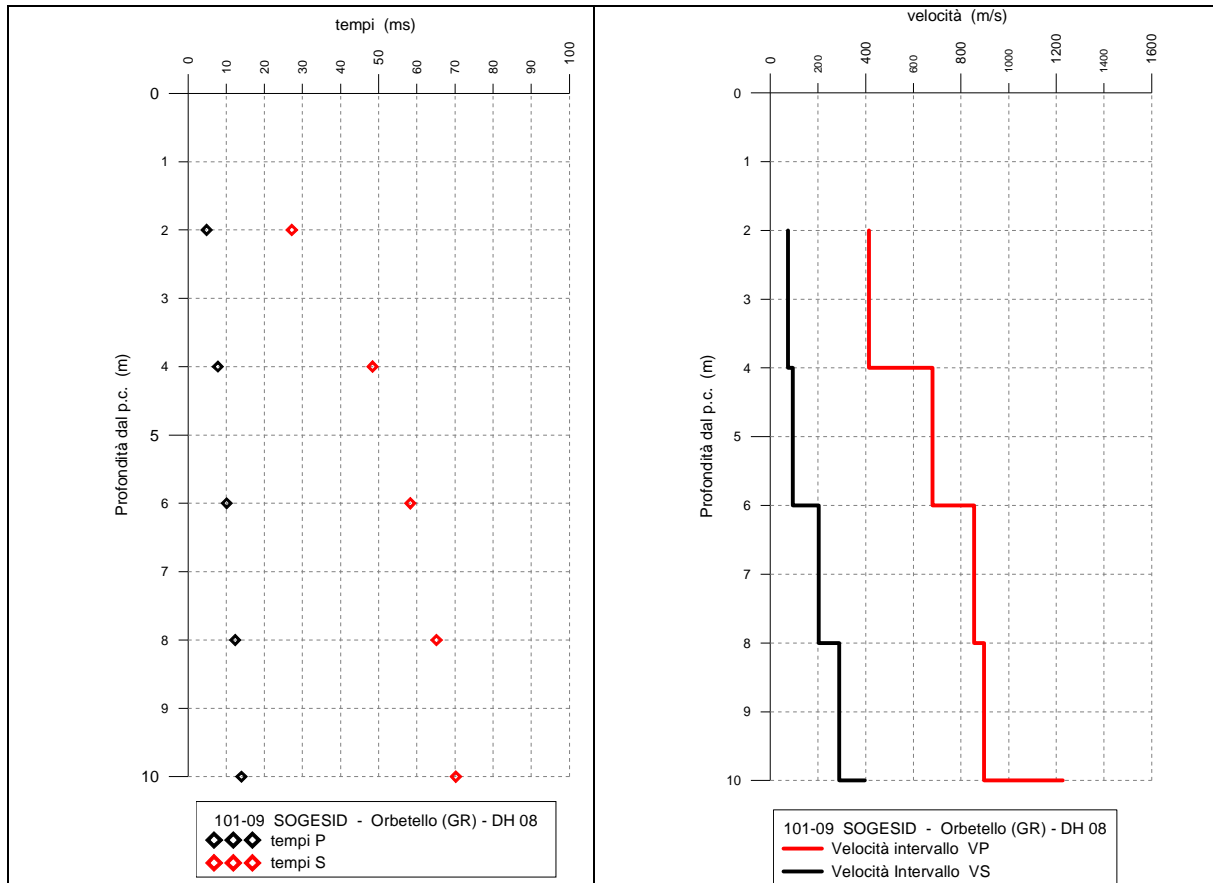 tempi (ms)
0 10 20 30 40 50 60 70 80 90 100
0
1
2
3
4
5
6
7
8
9
10
Profondità dal p.c. (m)
101-09 SOGESID - Orbetello (GR) - DH 08
tempi P
tempi S
velocità (m/s)
0 200 400 600 800 1000 1200 1400 1600
0
1
2
3
4
5
6
7
8
9
10
Profondità dal p.c. (m)
101-09 SOGESID - Orbetello (GR) - DH 08
Velocità intervallo VP
Velocità Intervallo VS